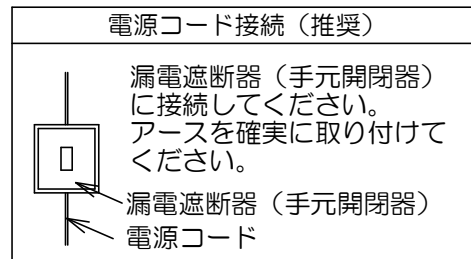 電源コード接続（推奨）
漏電遮断器（手元開閉器）
に接続してください。
アースを確実に取り付けて
ください。
漏電遮断器（手元開閉器）
電源コード